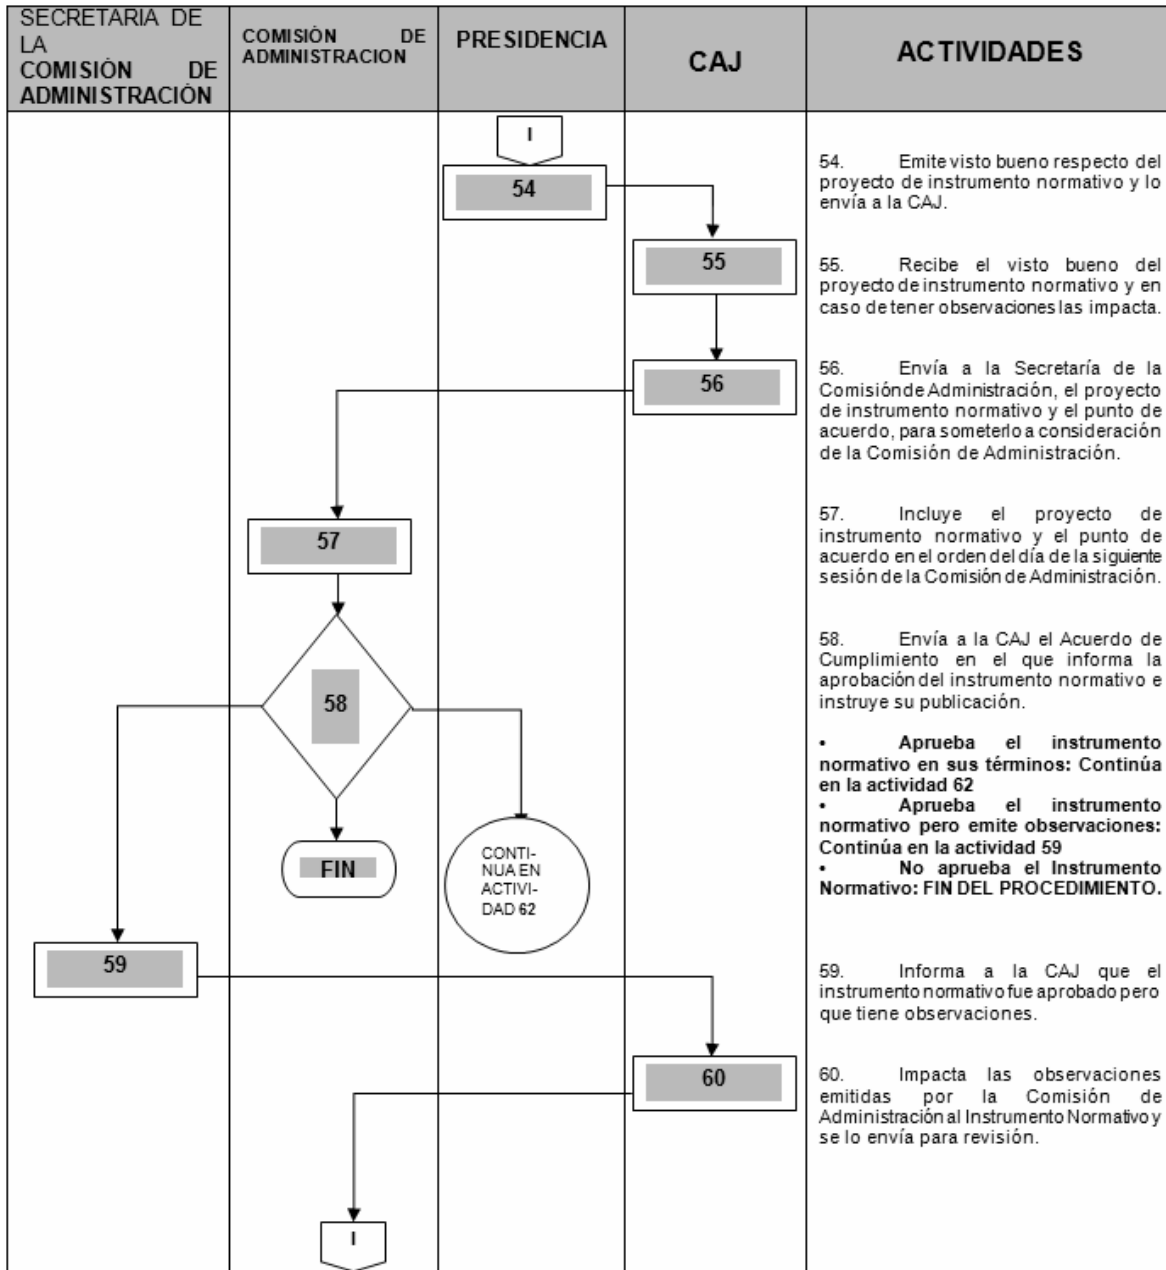 SECRETARIA DE
LA
COMISIÓN DE
ADMINISTRACIÓN
COMISIÓN DE
ADMINISTRACION
PRESIDENCIA
CAJ
ACTIVIDADES
I
54
55
56
57
58
FIN
CONTI-
NUA EN
ACTIVI-
DAD 62
59
60
I
54. Emite visto bueno respecto del
proyecto de instrumento normativo y lo
envía a la CAJ.
55. Recibe el visto bueno del
proyecto de instrumento normativo y en
caso de tener observaciones las impacta.
56. Envía a la Secretaría de la
Comisión de Administración, el proyecto
de instrumento normativo y el punto de
acuerdo, para someterlo a consideración
de la Comisión de Administración.
57. Incluye el proyecto de
instrumento normativo y el punto de
acuerdo en el orden del día de la siguiente
sesión de la Comisión de Administración.
58. Envía a la CAJ el Acuerdo de
Cumplimiento en el que informa la
aprobación del instrumento normativo e
instruye su publicación.
• Aprueba el instrumento
normativo en sus términos: Continúa
en la actividad 62
• Aprueba el instrumento
normativo pero emite observaciones:
Continúa en la actividad 59
• No aprueba el Instrumento
Normativo: FIN DEL PROCEDIMIENTO.
59. Informa a la CAJ que el
instrumento normativo fue aprobado pero
que tiene observaciones.
60. Impacta las observaciones
emitidas por la Comisión de
Administración al Instrumento Normativo y
se lo envía para revisión.